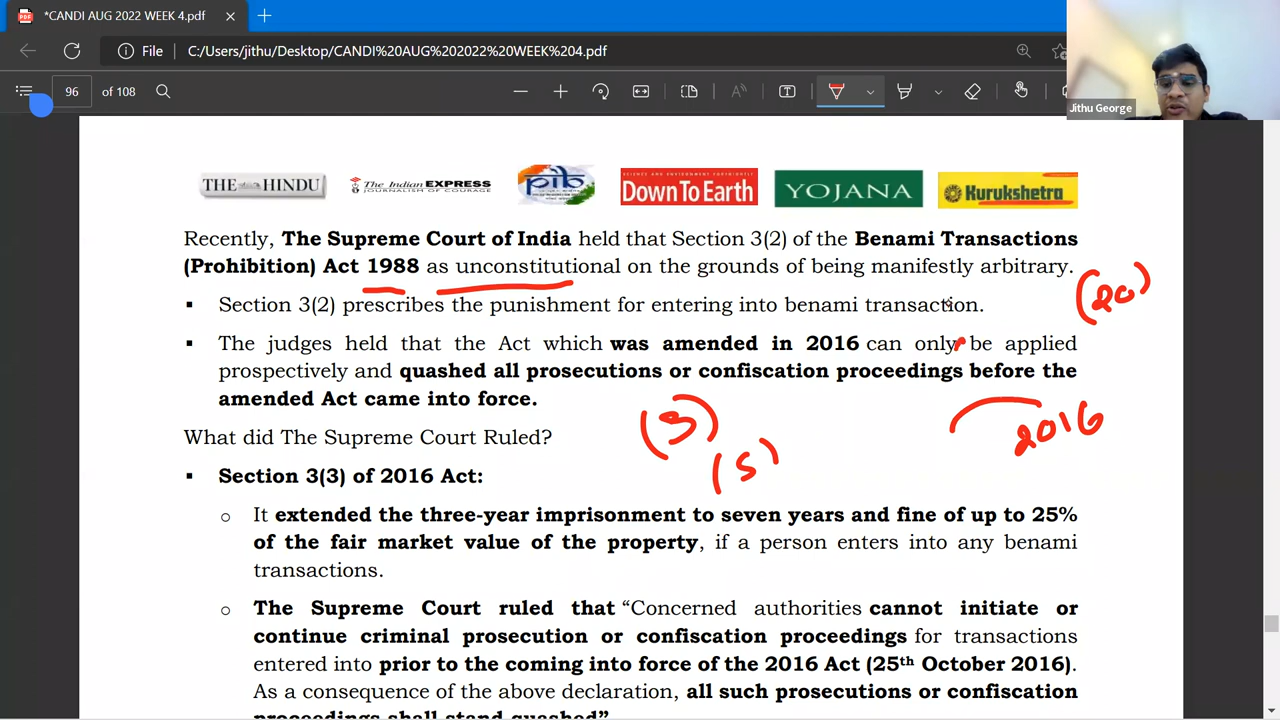 *CANDI AUG 2022 WEEK 4.pdf
File C:/Users/jithu/Desktop/CANDI%20AUG%202022%20WEEK%204.pdf
96 of 108
Jithu George
THE HINDU The Indian EXPRESS pib DownToEarth YOJANA Kurukshetra
JOURNALISM OF COURAGE
Recently, The Supreme Court of India held that Section 3(2) of the Benami Transactions
(Prohibition) Act 1988 as unconstitutional on the grounds of being manifestly arbitrary.
(20)
▪ Section 3(2) prescribes the punishment for entering into benami transaction.
▪ The judges held that the Act which was amended in 2016 can only be applied
prospectively and quashed all prosecutions or confiscation proceedings before the
amended Act came into force.
(3) 2016
What did The Supreme Court Ruled?
(5)
▪ Section 3(3) of 2016 Act:
o It extended the three-year imprisonment to seven years and fine of up to 25%
of the fair market value of the property, if a person enters into any benami
transactions.
o The Supreme Court ruled that “Concerned authorities cannot initiate or
continue criminal prosecution or confiscation proceedings for transactions
entered into prior to the coming into force of the 2016 Act (25th October 2016).
As a consequence of the above declaration, all such prosecutions or confiscation
proceedings shall stand quashed”